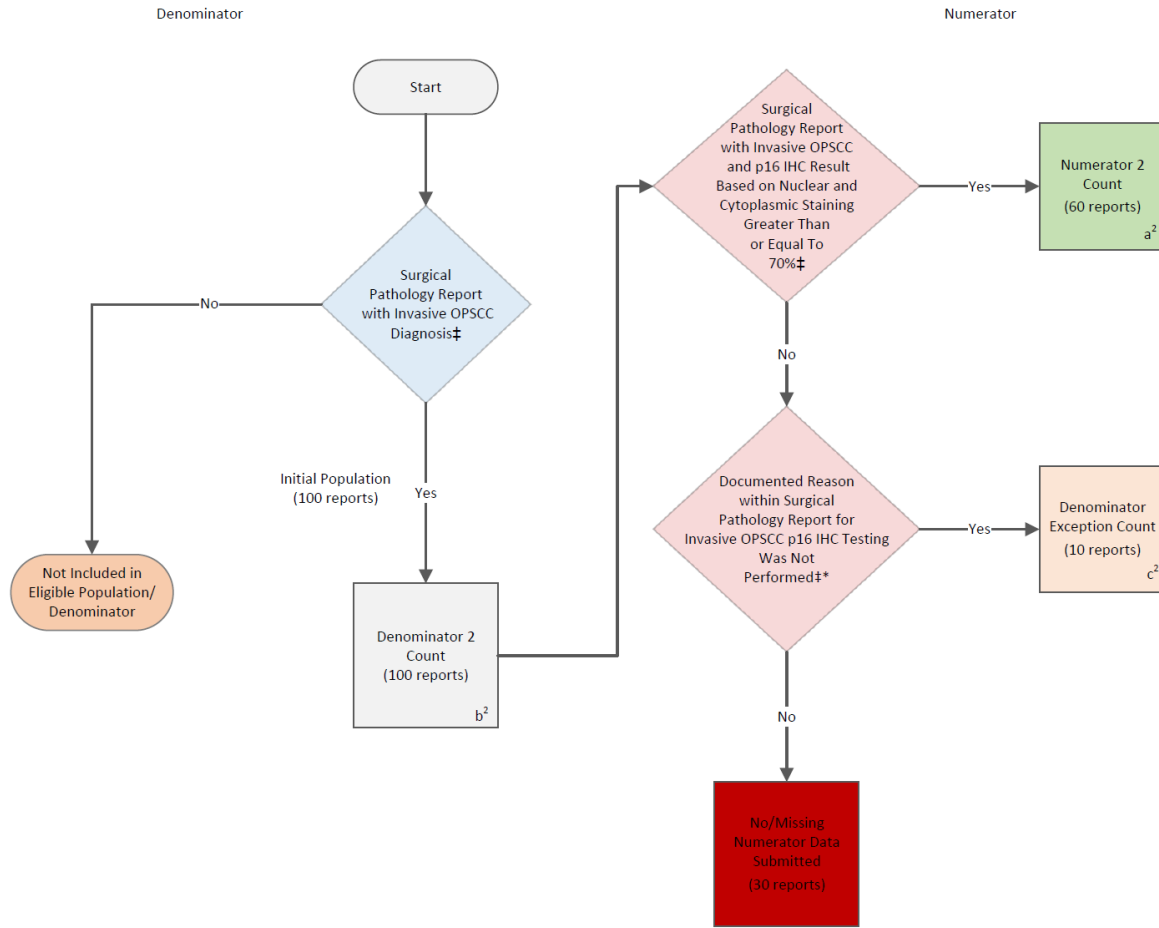 Denominator
Numerator
Start
Surgical
Pathology Report
with Invasive OPSCC
Diagnosis‡
No
Not Included in
Eligible Population/
Denominator
Initial Population
(100 reports)
Yes
Denominator 2
Count
(100 reports)
b²
Surgical
Pathology Report
with Invasive OPSCC
and p16 IHC Result
Based on Nuclear and
Cytoplasmic Staining
Greater Than
or Equal To
70%‡
Yes
Numerator 2
Count
(60 reports)
a²
No
Documented Reason
within Surgical
Pathology Report for
Invasive OPSCC p16 IHC Testing
Was Not
Performed‡*
Yes
Denominator
Exception Count
(10 reports)
c²
No
No/Missing
Numerator Data
Submitted
(30 reports)